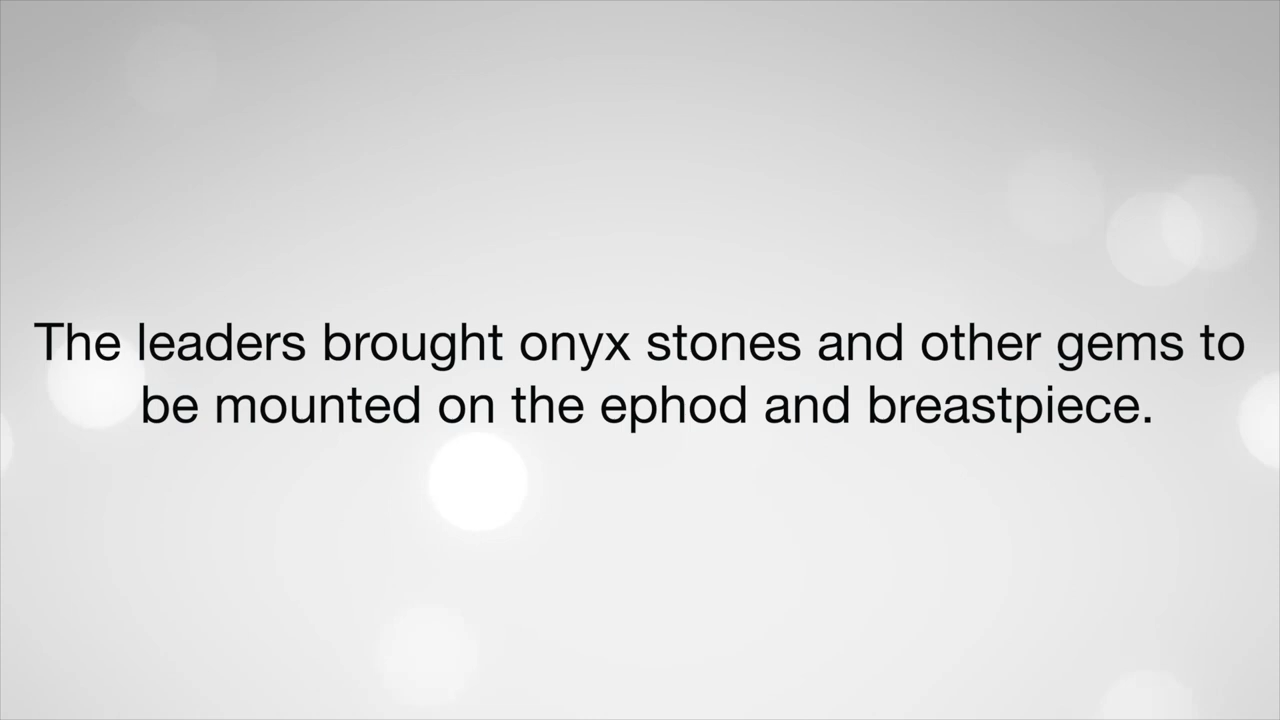 The leaders brought onyx stones and other gems to
be mounted on the ephod and breastpiece.